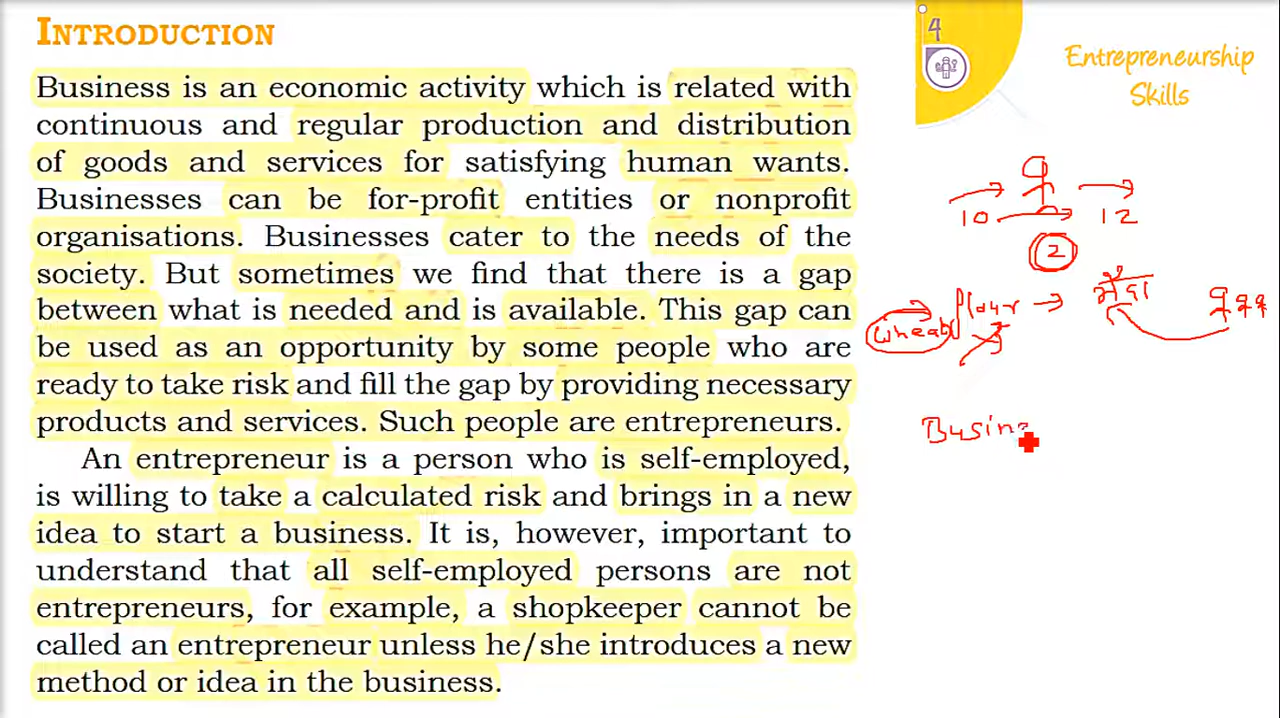 INTRODUCTION
Business is an economic activity which is related with
continuous and regular production and distribution
of goods and services for satisfying human wants.
Businesses can be for-profit entities or nonprofit
organisations. Businesses cater to the needs of the
society. But sometimes we find that there is a gap
between what is needed and is available. This gap can
be used as an opportunity by some people who are
ready to take risk and fill the gap by providing necessary
products and services. Such people are entrepreneurs.
An entrepreneur is a person who is self-employed,
is willing to take a calculated risk and brings in a new
idea to start a business. It is, however, important to
understand that all self-employed persons are not
entrepreneurs, for example, a shopkeeper cannot be
called an entrepreneur unless he/she introduces a new
method or idea in the business.
4
Entrepreneurship
Skills
10 12
2
wheat
Busin